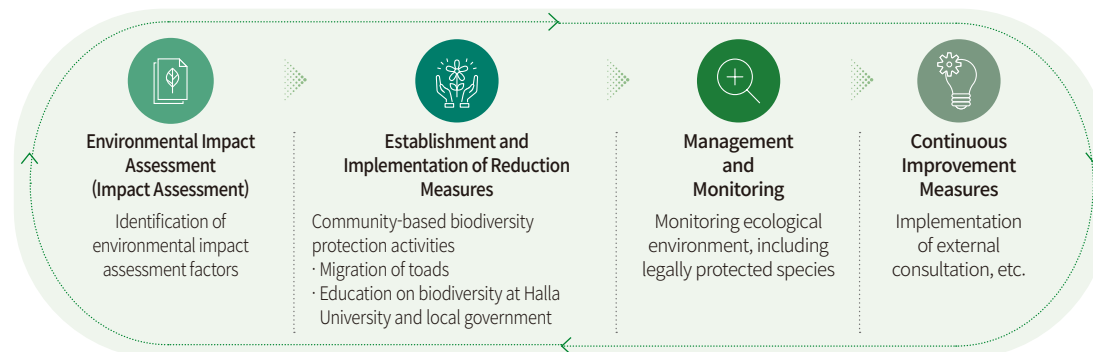 Environmental Impact
Assessment
(Impact Assessment)
Identification of
environmental impact
assessment factors
Establishment and
Implementation of Reduction
Measures
Community-based biodiversity
protection activities
· Migration of toads
· Education on biodiversity at Halla
University and local government
Management
and
Monitoring
Monitoring ecological
environment, including
legally protected species
Continuous
Improvement
Measures
Implementation
of external
consultation, etc.